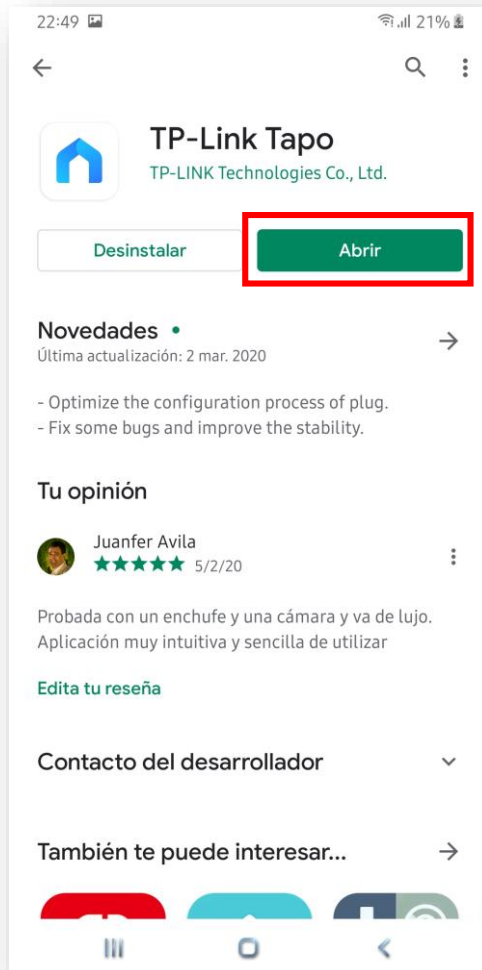 22:49 21%
TP-Link Tapo
TP-LINK Technologies Co., Ltd.
Desinstalar Abrir
Novedades •
Última actualización: 2 mar. 2020
- Optimize the configuration process of plug.
- Fix some bugs and improve the stability.
Tu opinión
Juanfer Avila
★★★★★ 5/2/20
Probada con un enchufe y una cámara y va de lujo.
Aplicación muy intuitiva y sencilla de utilizar
Edita tu reseña
Contacto del desarrollador
También te puede interesar...